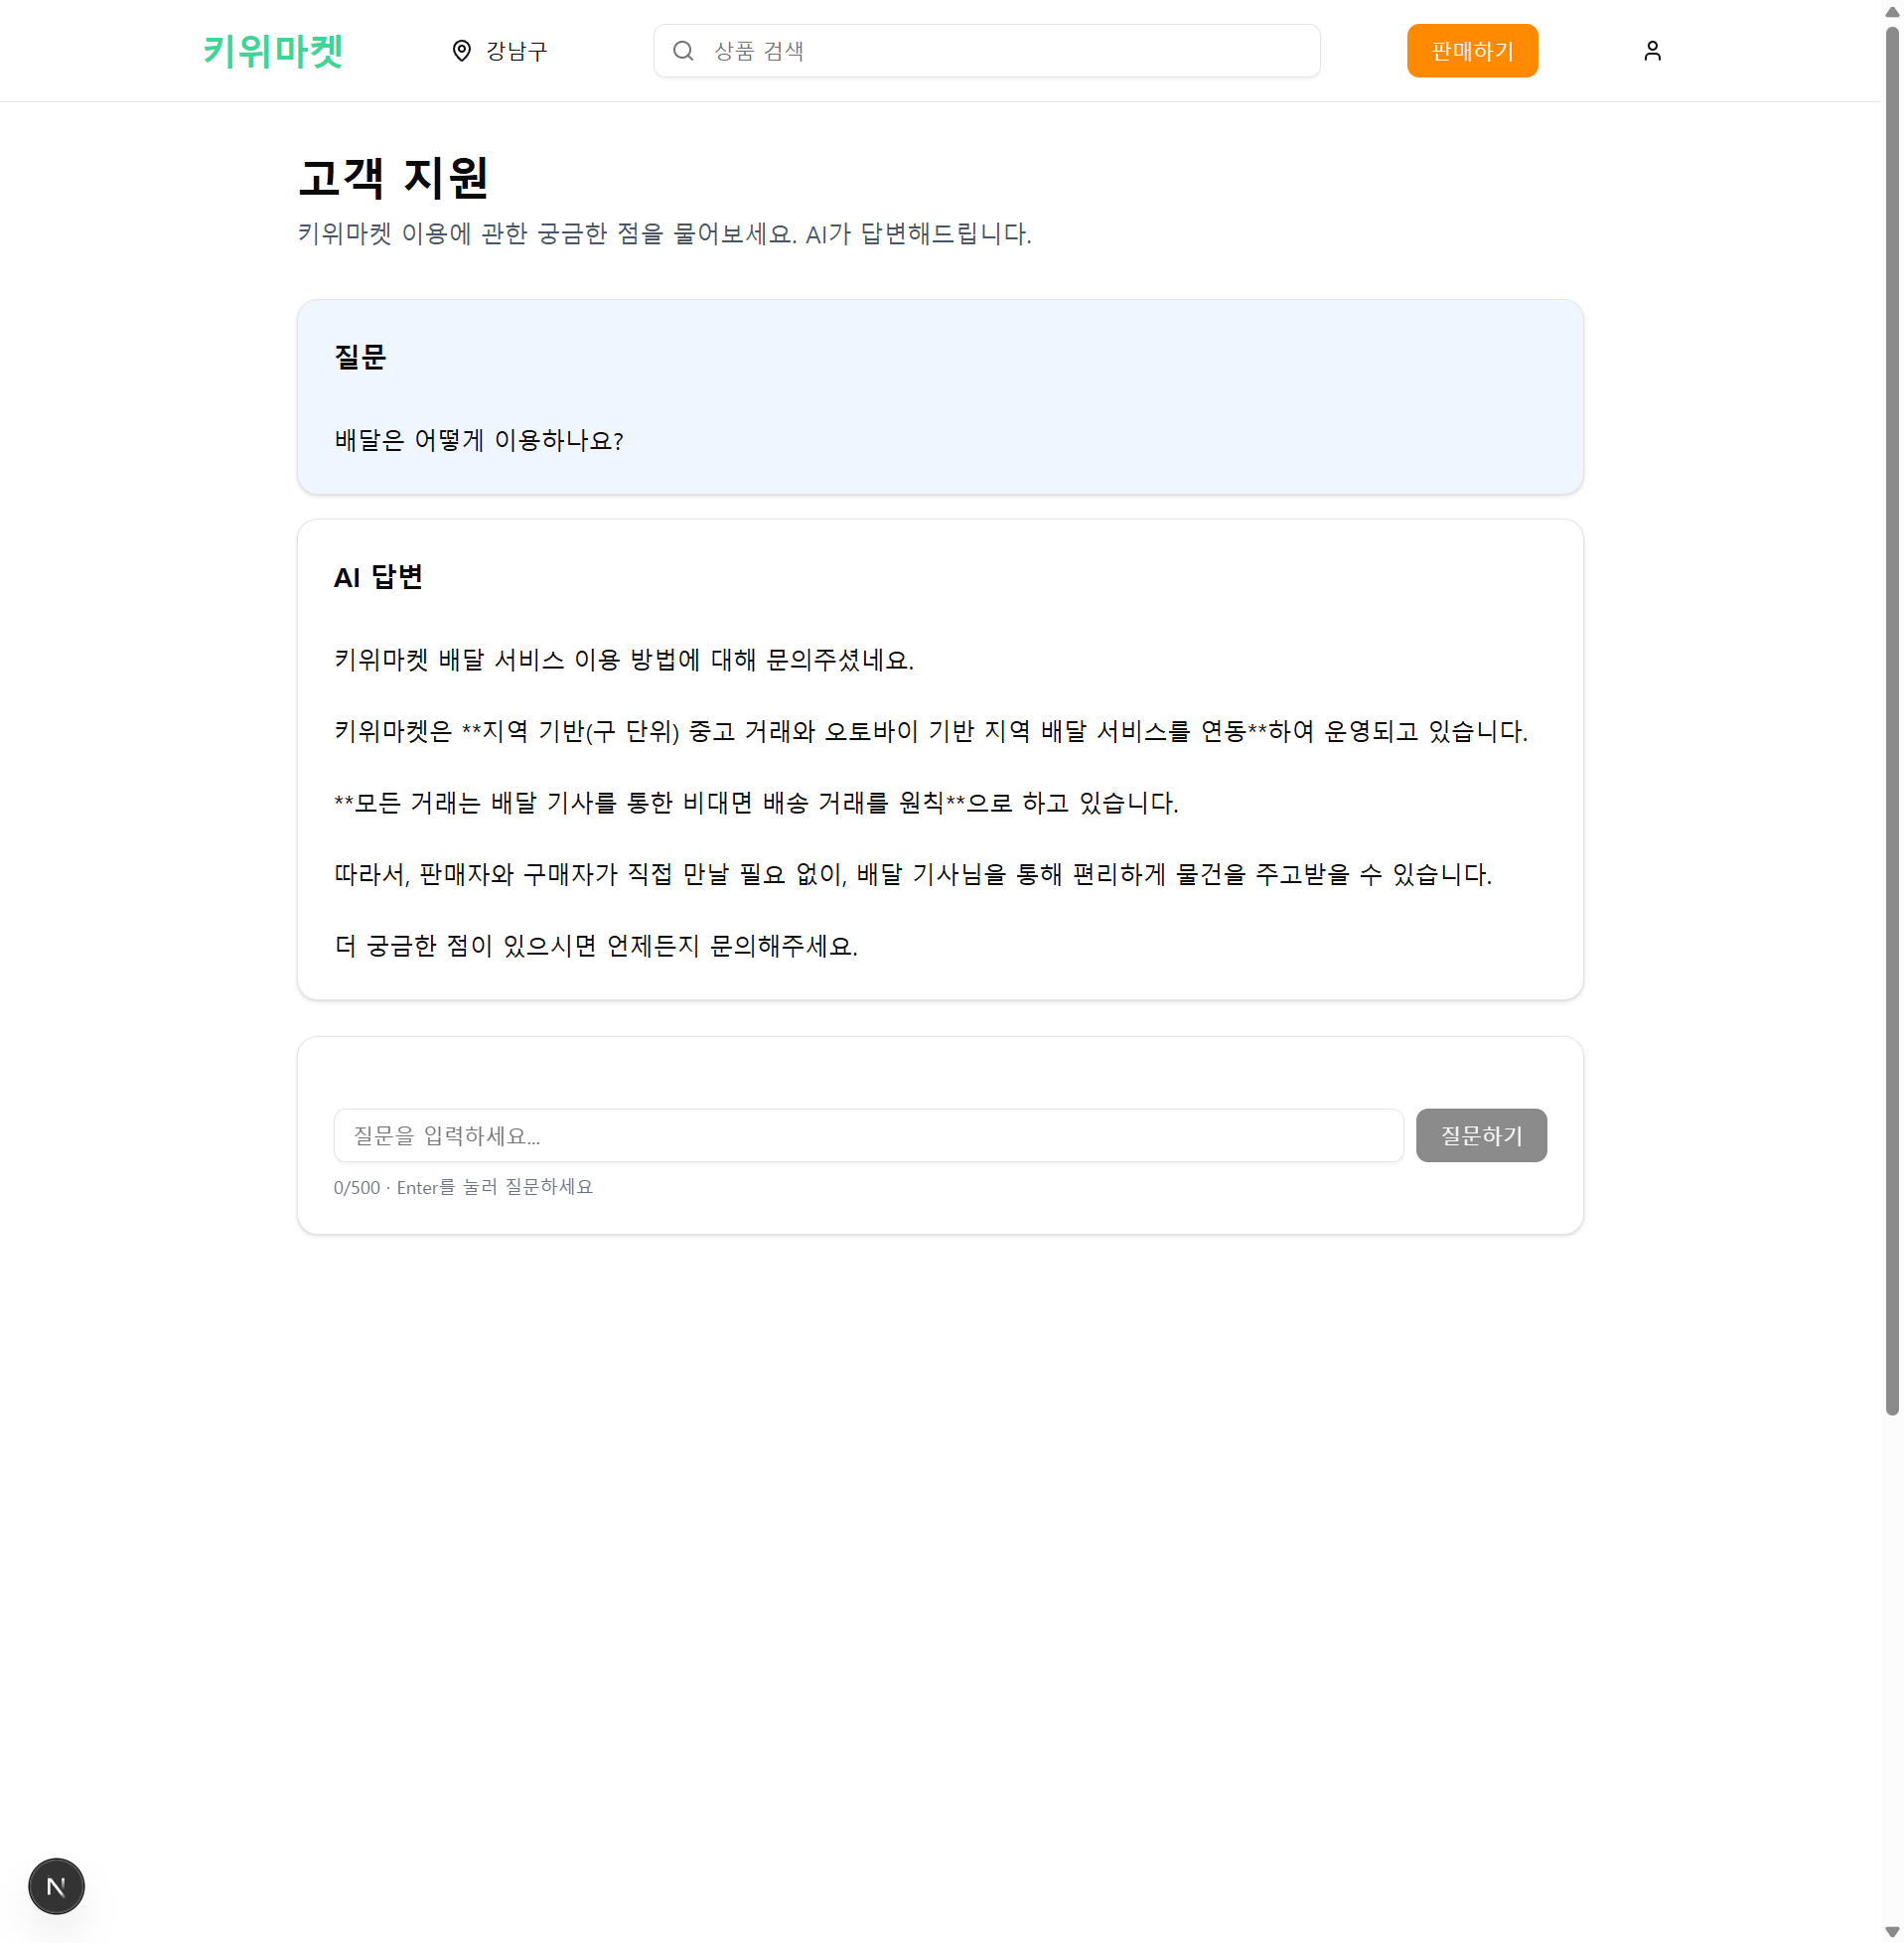 키위마켓
강남구
상품 검색
판매하기
고객 지원
키위마켓 이용에 관한 궁금한 점을 물어보세요. AI가 답변해드립니다.
질문
배달은 어떻게 이용하나요?
AI 답변
키위마켓 배달 서비스 이용 방법에 대해 문의주셨네요.
키위마켓은 **지역 기반(구 단위) 중고 거래와 오토바이 기반 지역 배달 서비스를 연동**하여 운영되고 있습니다.
**모든 거래는 배달 기사를 통한 비대면 배송 거래를 원칙**으로 하고 있습니다.
따라서, 판매자와 구매자가 직접 만날 필요 없이, 배달 기사님을 통해 편리하게 물건을 주고받을 수 있습니다.
더 궁금한 점이 있으시면 언제든지 문의해주세요.
질문을 입력하세요...
질문하기
0/500 · Enter를 눌러 질문하세요
N